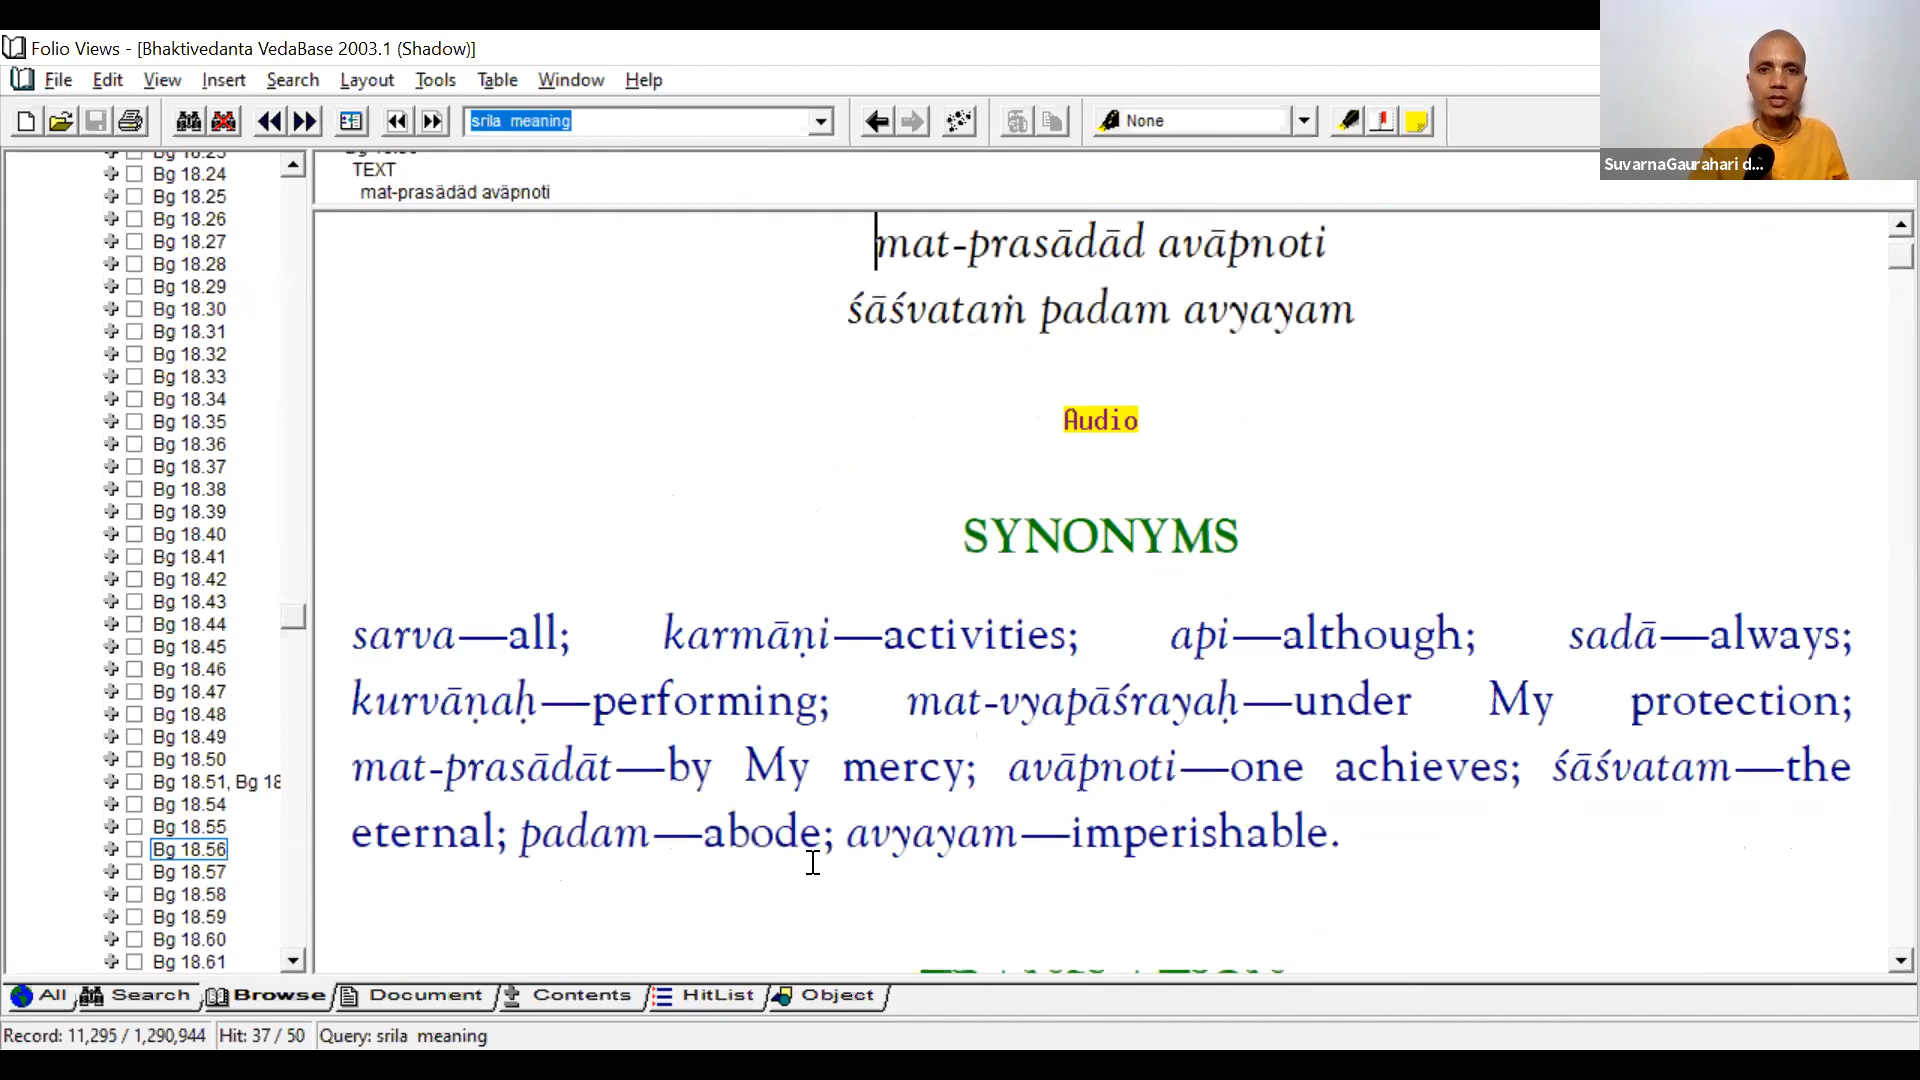 Folio Views - [Bhaktivedanta VedaBase 2003.1 (Shadow)]
File Edit View Insert Search Layout Tools Table Window Help
srila meaning
None
SuvarnaGaurahari d...
Bg 18.23
Bg 18.24
Bg 18.25
Bg 18.26
Bg 18.27
Bg 18.28
Bg 18.29
Bg 18.30
Bg 18.31
Bg 18.32
Bg 18.33
Bg 18.34
Bg 18.35
Bg 18.36
Bg 18.37
Bg 18.38
Bg 18.39
Bg 18.40
Bg 18.41
Bg 18.42
Bg 18.43
Bg 18.44
Bg 18.45
Bg 18.46
Bg 18.47
Bg 18.48
Bg 18.49
Bg 18.50
Bg 18.51, Bg 18
Bg 18.54
Bg 18.55
Bg 18.56
Bg 18.57
Bg 18.58
Bg 18.59
Bg 18.60
Bg 18.61
TEXT
mat-prasādād avāpnoti
mat-prasādād avāpnoti
śāśvataṁ padam avyayam
Audio
SYNONYMS
sarva—all; karmāṇi—activities; api—although; sadā—always;
kurvāṇaḥ—performing; mat-vyapāśrayaḥ—under My protection;
mat-prasādāt—by My mercy; avāpnoti—one achieves; śāśvatam—the
eternal; padam—abode; avyayam—imperishable.
All Search Browse Document Contents HitList Object
Record: 11,295 / 1,290,944 Hit: 37 / 50 Query: srila meaning